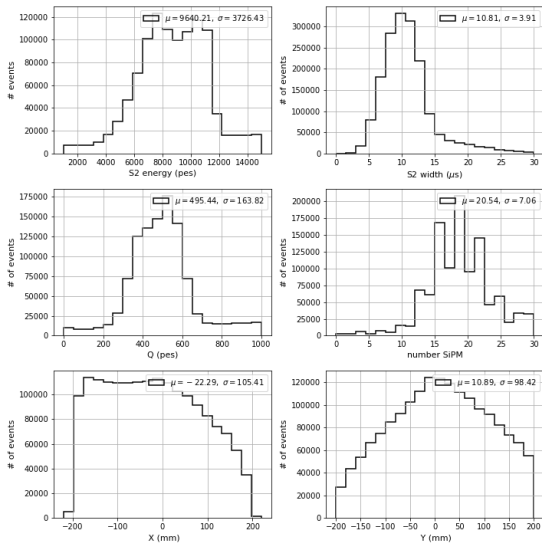 μ = 9640.21, σ = 3726.43
# events
120000
100000
80000
60000
40000
20000
0
2000 4000 6000 8000 10000 12000 14000
S2 energy (pes)
μ = 10.81, σ = 3.91
# of events
300000
250000
200000
150000
100000
50000
0
0 5 10 15 20 25 30
S2 width (μs)
μ = 495.44, σ = 163.82
# of events
175000
150000
125000
100000
75000
50000
25000
0
0 200 400 600 800 1000
Q (pes)
μ = 20.54, σ = 7.06
# of events
200000
175000
150000
125000
100000
75000
50000
25000
0
0 5 10 15 20 25 30
number SiPM
μ = −22.29, σ = 105.41
# of events
100000
80000
60000
40000
20000
0
−200 −100 0 100 200
X (mm)
μ = 10.89, σ = 98.42
# of events
120000
100000
80000
60000
40000
20000
0
−200 −150 −100 −50 0 50 100 150 200
Y (mm)